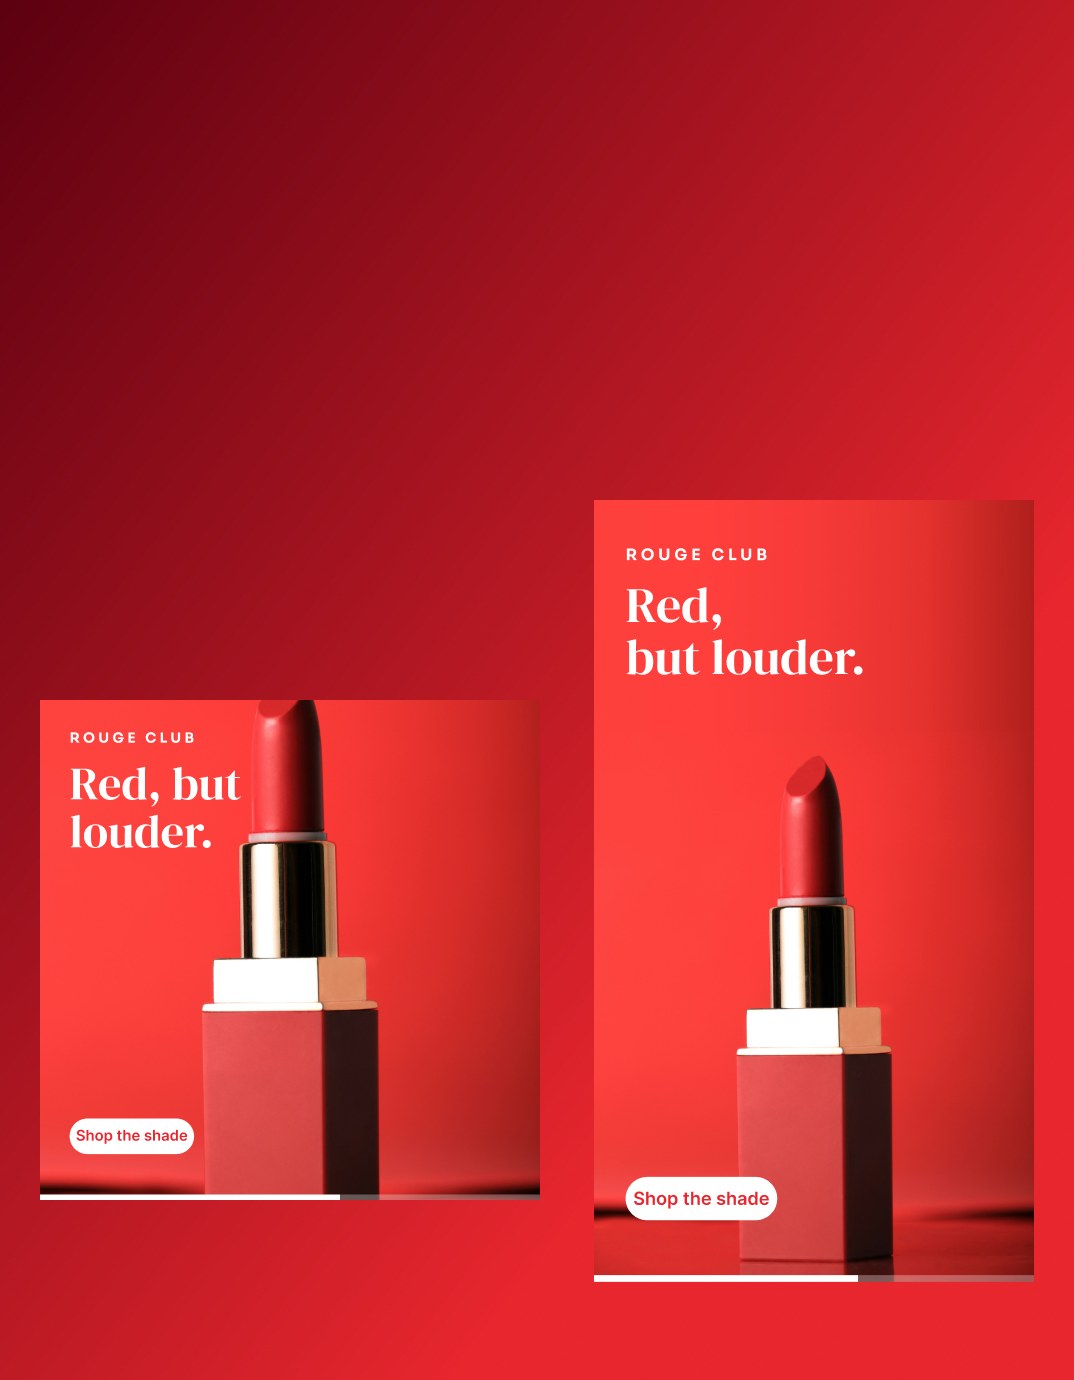 ROUGE CLUB
Red, but
louder.
Shop the shade
ROUGE CLUB
Red,
but louder.
Shop the shade